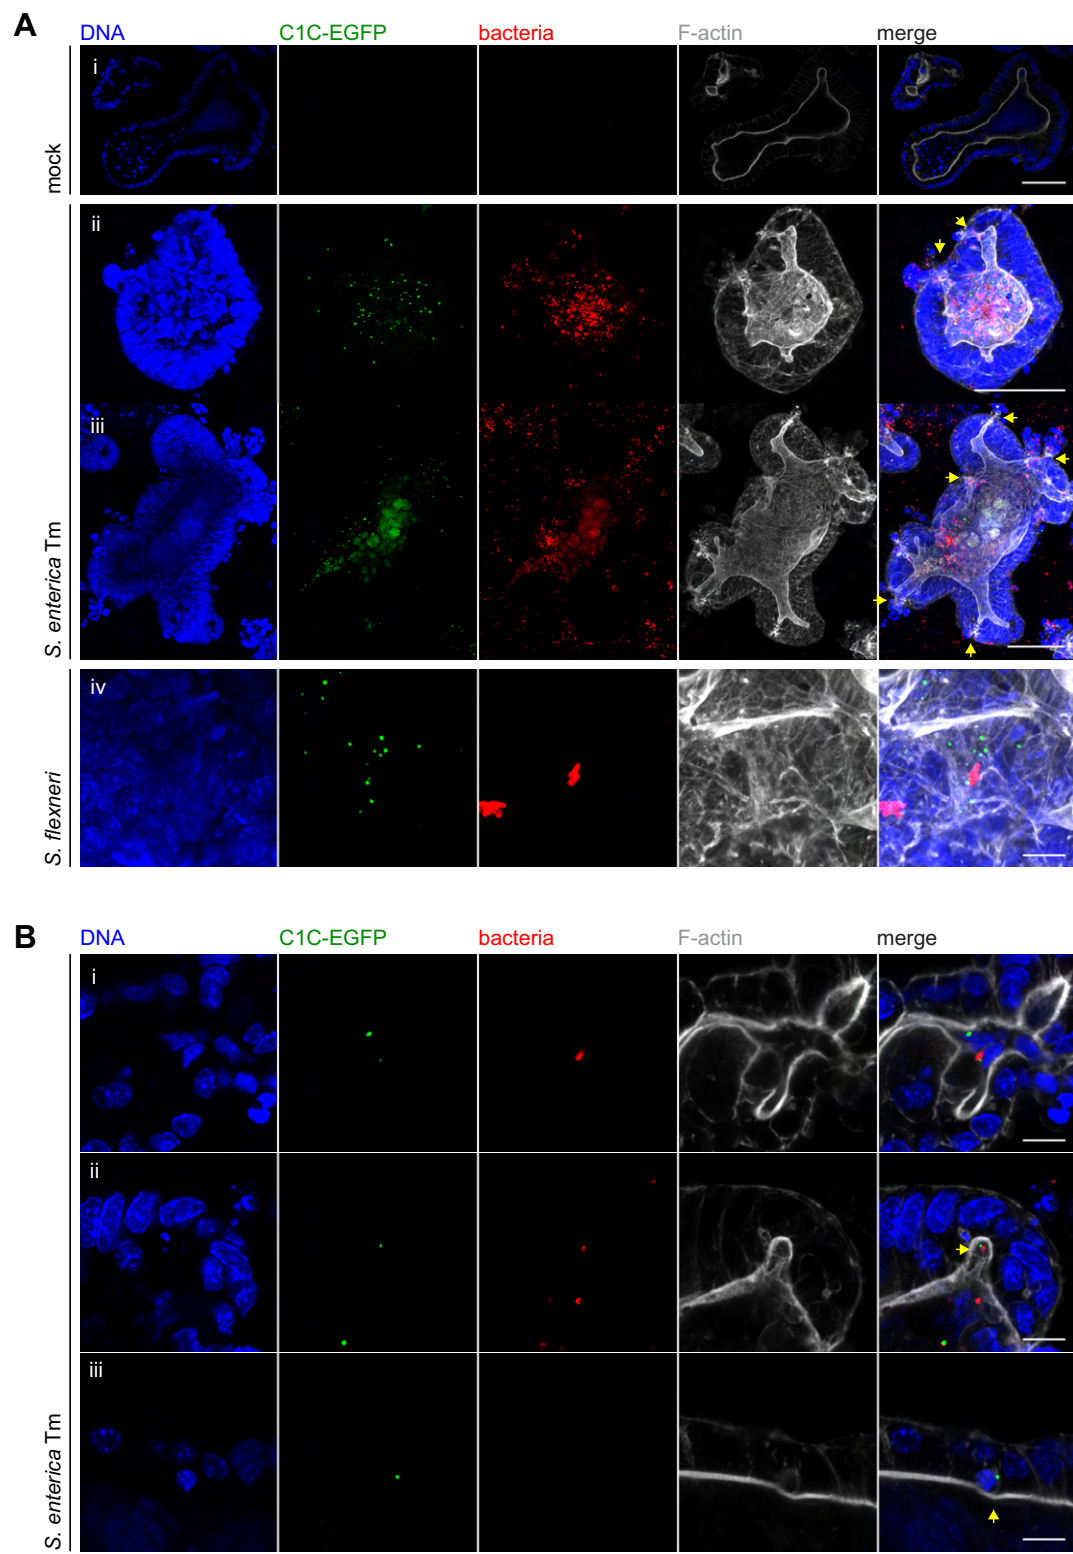 A
DNA C1C-EGFP bacteria F-actin merge
i
mock
ii
iii
S. enterica Tm
iv
S. flexneri
B
DNA C1C-EGFP bacteria F-actin merge
i
ii
iii
S. enterica Tm